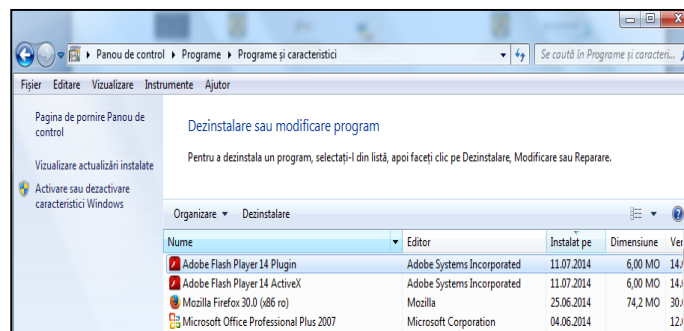 Panou de control ▸ Programe ▸ Programe și caracteristici
Se caută în Programe și caracteri...
Fișier Editare Vizualizare Instrumente Ajutor
Pagina de pornire Panou de control
Vizualizare actualizări instalate
Activare sau dezactivare caracteristici Windows
Dezinstalare sau modificare program
Pentru a dezinstala un program, selectați-l din listă, apoi faceți clic pe Dezinstalare, Modificare sau Reparare.
Organizare Dezinstalare
Nume Editor Instalat pe Dimensiune Ver
Adobe Flash Player 14 Plugin Adobe Systems Incorporated 11.07.2014 6,00 MO 14.
Adobe Flash Player 14 ActiveX Adobe Systems Incorporated 11.07.2014 6,00 MO 14.
Mozilla Firefox 30.0 (x86 ro) Mozilla 25.06.2014 74,2 MO 30.
Microsoft Office Professional Plus 2007 Microsoft Corporation 04.06.2014 12.